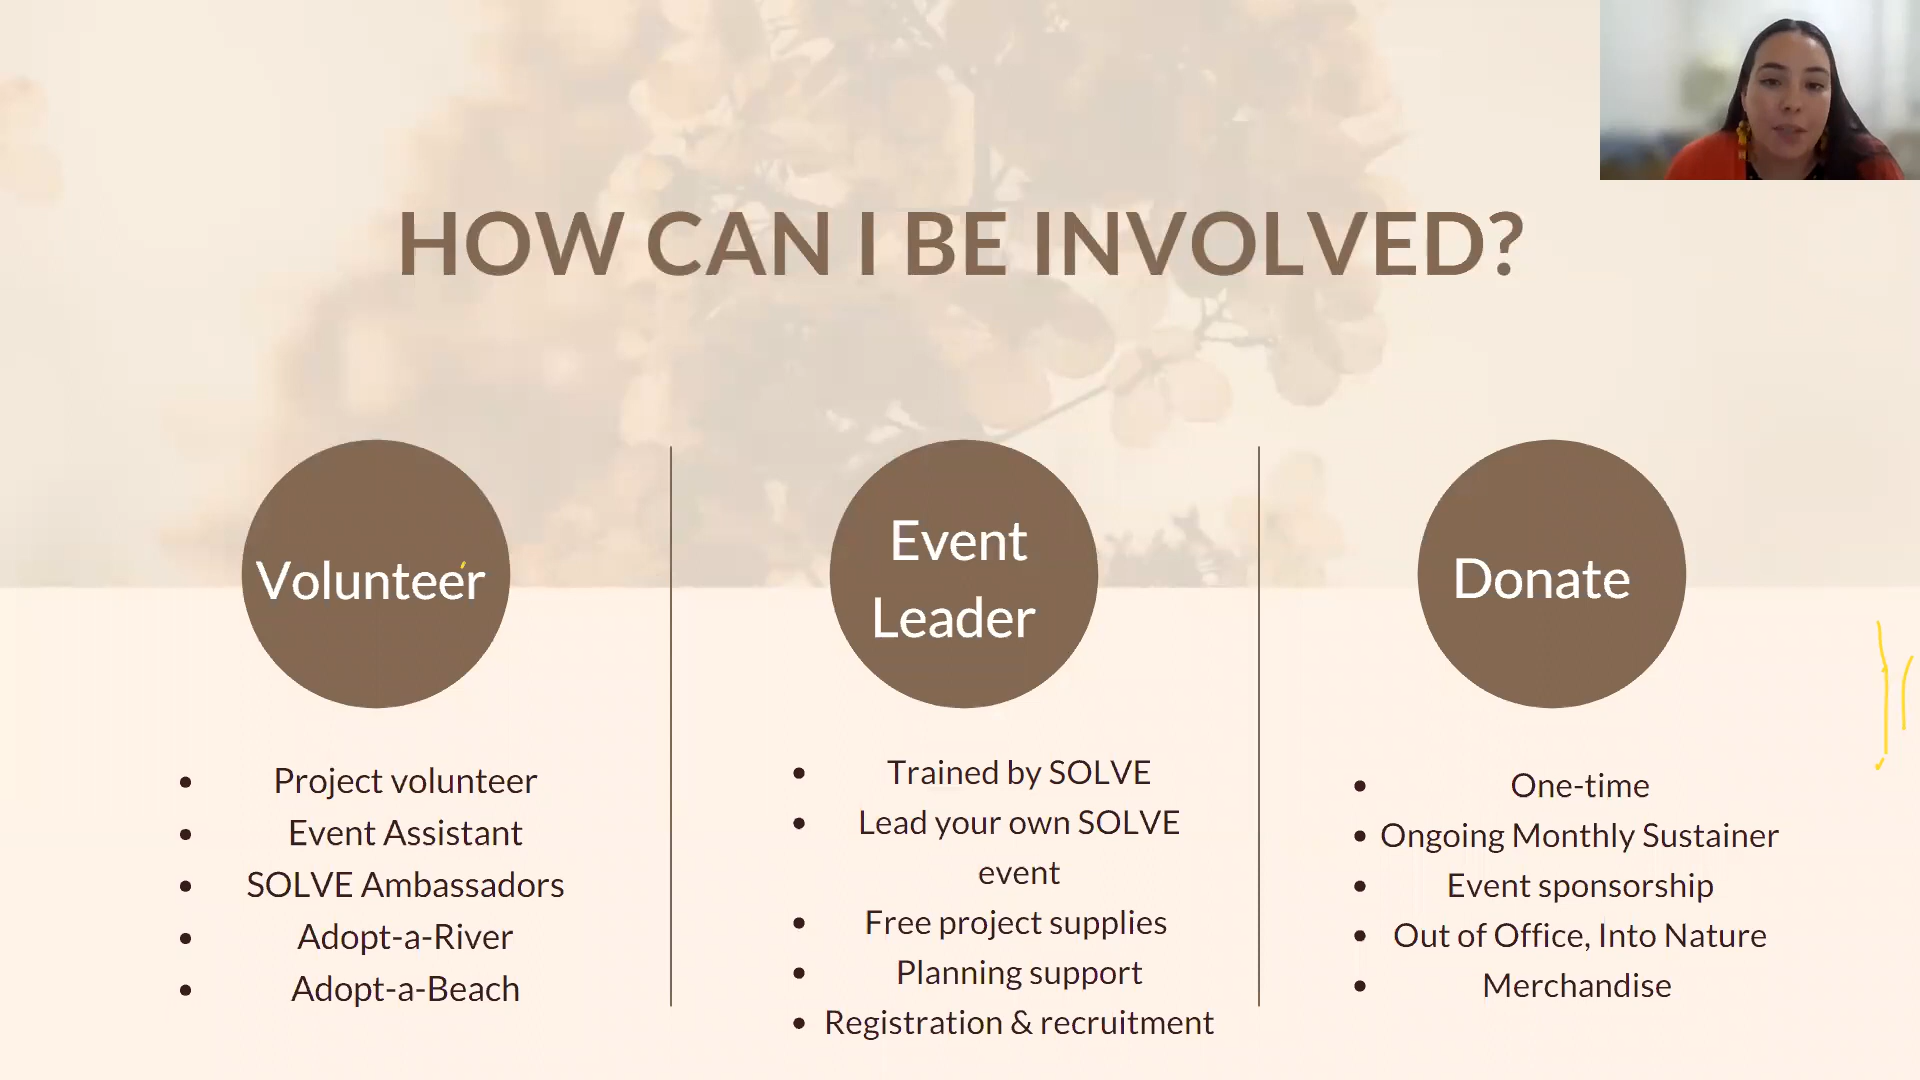 HOW CAN I BE INVOLVED?
Volunteer
• Project volunteer
• Event Assistant
• SOLVE Ambassadors
• Adopt-a-River
• Adopt-a-Beach
Event
Leader
• Trained by SOLVE
• Lead your own SOLVE
event
• Free project supplies
• Planning support
• Registration & recruitment
Donate
• One-time
• Ongoing Monthly Sustainer
• Event sponsorship
• Out of Office, Into Nature
• Merchandise